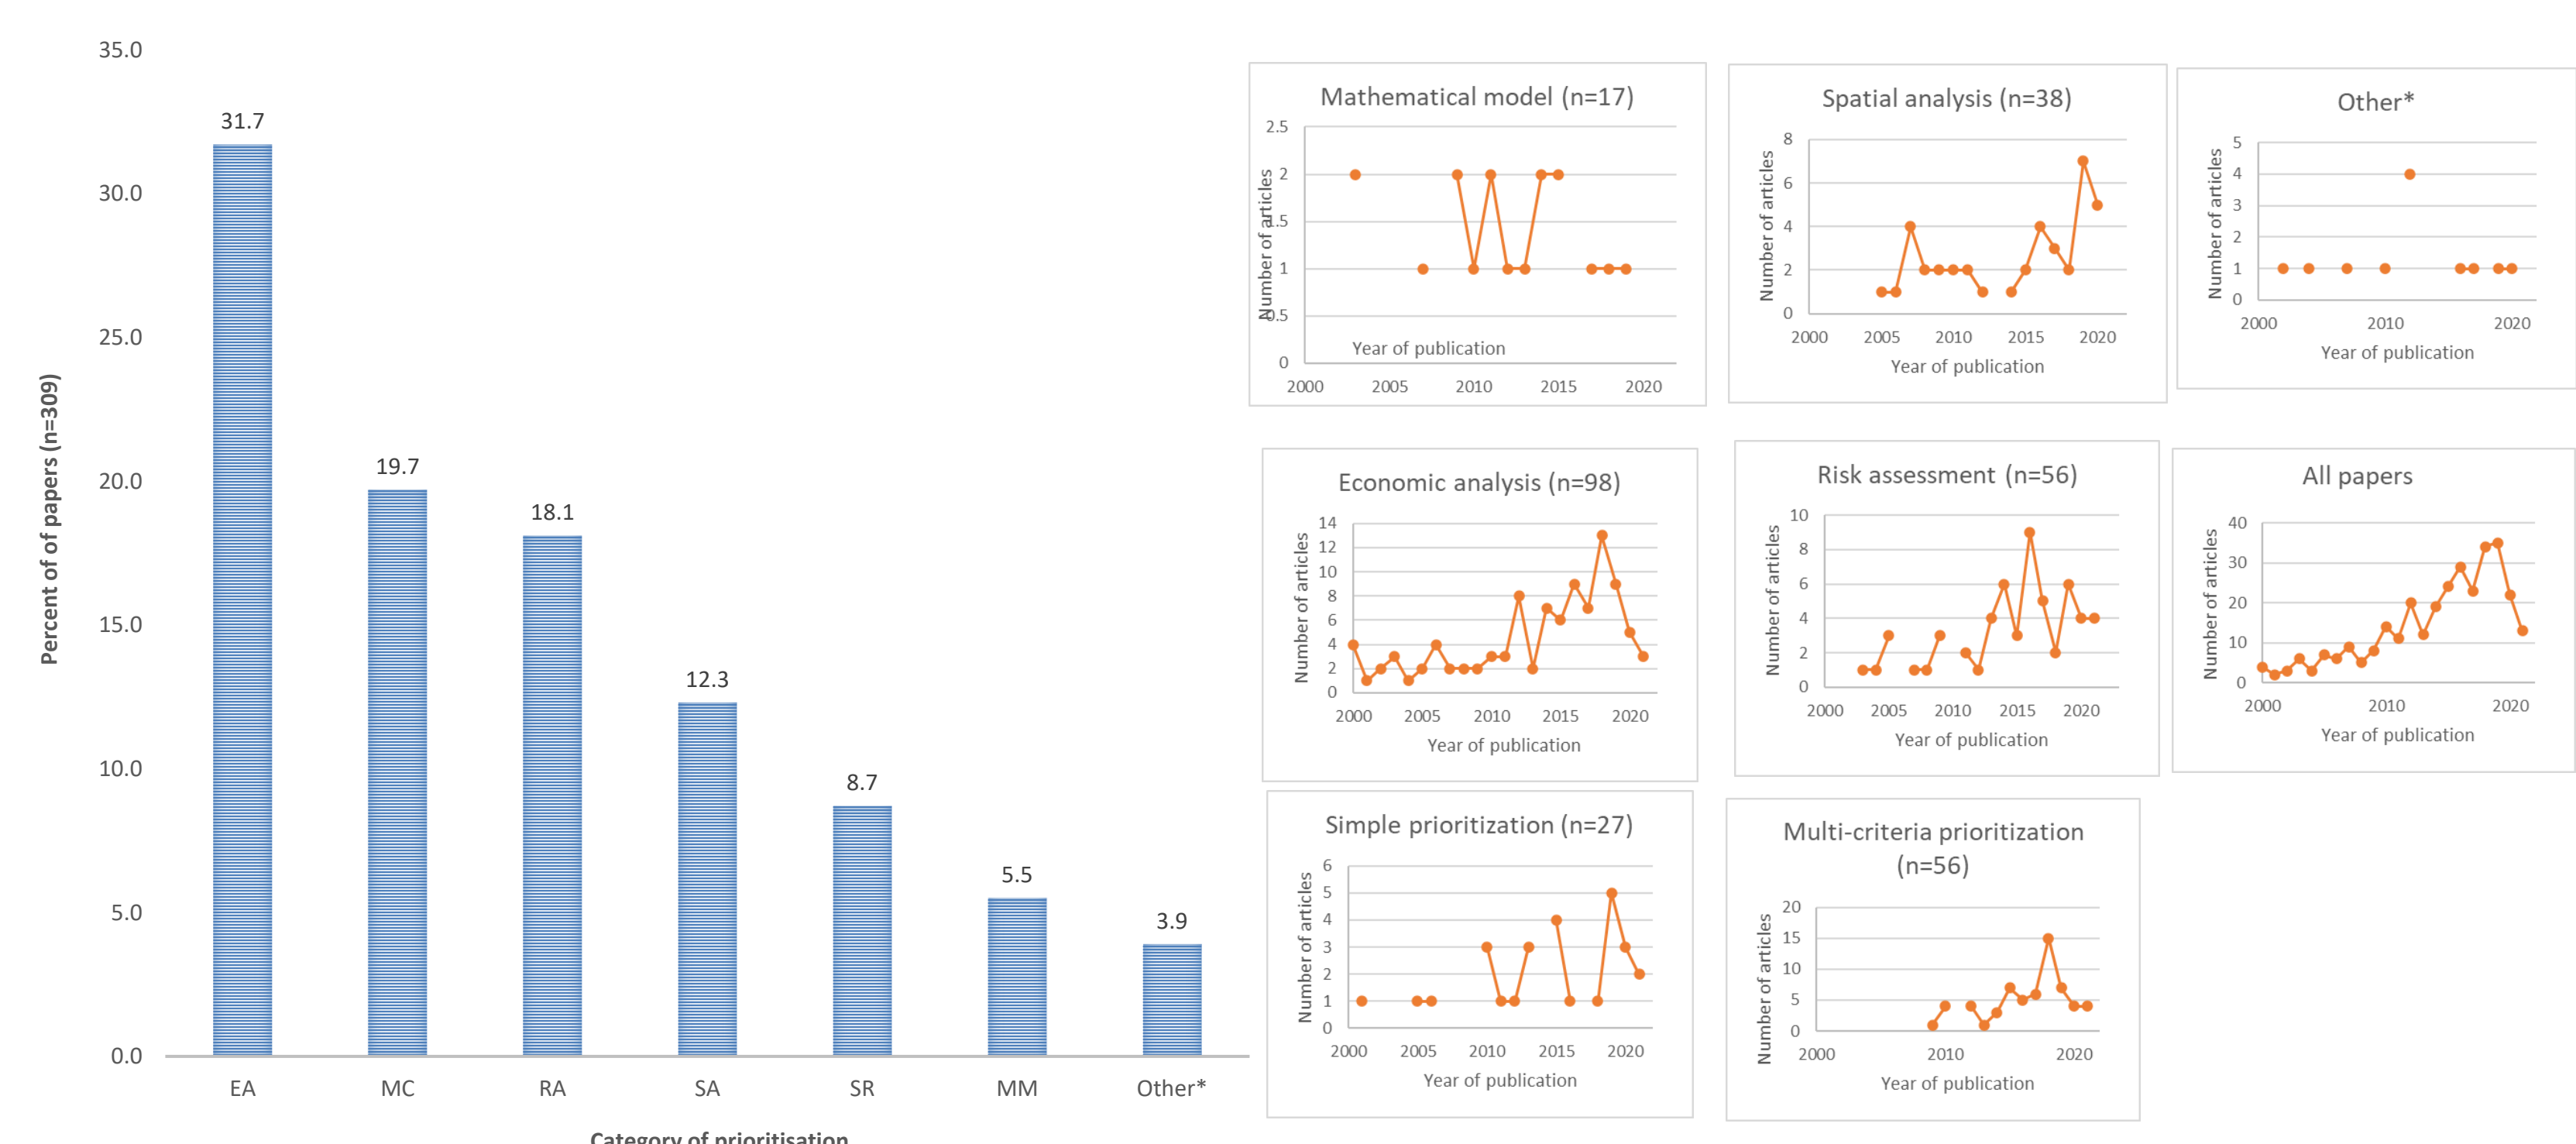 35.0
30.0
25.0
20.0
15.0
10.0
5.0
0.0
Percent of of papers (n=309)
31.7
19.7
18.1
12.3
8.7
5.5
3.9
EA MC RA SA SR MM Other*
Category of prioritisation
Mathematical model (n=17)
2.5
2
1.5
1
0.5
0
Number of articles
Year of publication
2000 2005 2010 2015 2020
Spatial analysis (n=38)
8
6
4
2
0
Number of articles
2000 2005 2010 2015 2020
Year of publication
Other*
5
4
3
2
1
0
Number of articles
2000 2010 2020
Year of publication
Economic analysis (n=98)
14
12
10
8
6
4
2
0
Number of articles
2000 2005 2010 2015 2020
Year of publication
Risk assessment (n=56)
10
8
6
4
2
0
Number of articles
2000 2005 2010 2015 2020
Year of publication
All papers
40
30
20
10
0
Number of articles
2000 2010 2020
Year of publication
Simple prioritization (n=27)
6
5
4
3
2
1
0
Number of articles
2000 2005 2010 2015 2020
Year of publication
Multi-criteria prioritization
(n=56)
20
15
10
5
0
Number of articles
2000 2010 2020
Year of publication